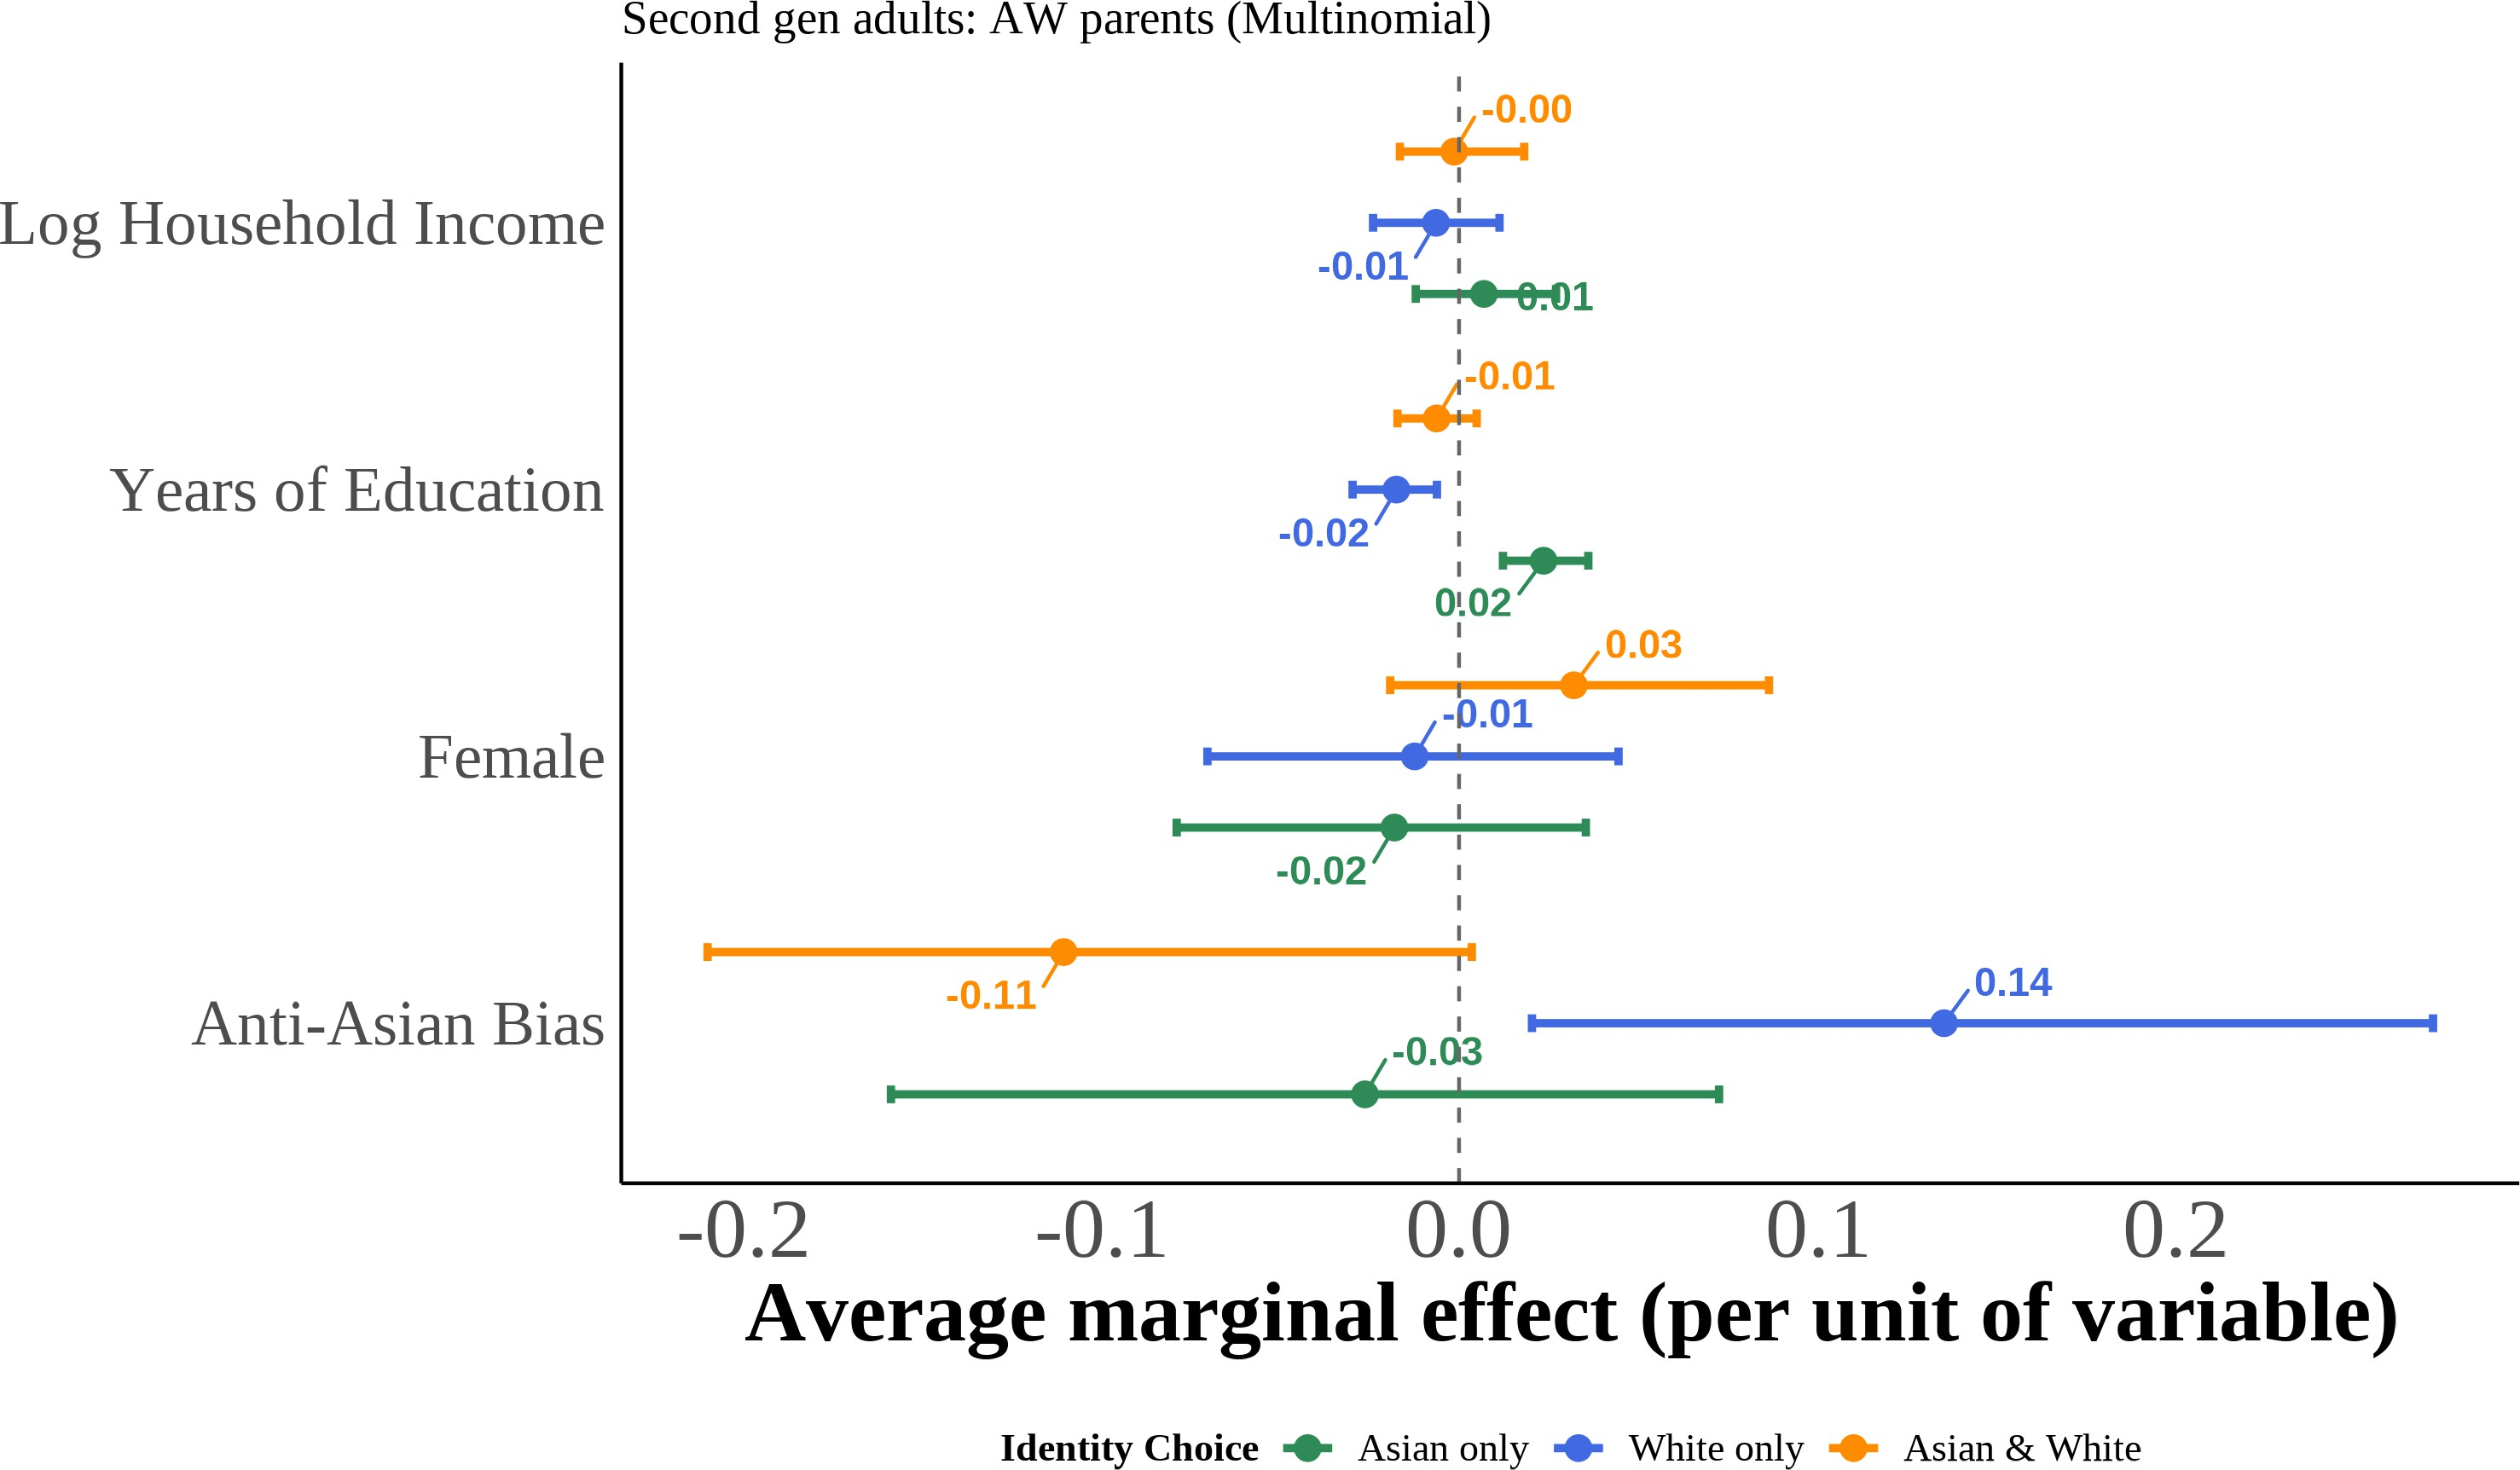 Second gen adults: AW parents (Multinomial)
-0.00
Log Household Income
-0.01
0.01
-0.01
Years of Education
-0.02
0.02
0.03
-0.01
Female
-0.02
-0.11
0.14
Anti-Asian Bias
-0.03
-0.2 -0.1 0.0 0.1 0.2
Average marginal effect (per unit of variable)
Identity Choice Asian only White only Asian & White